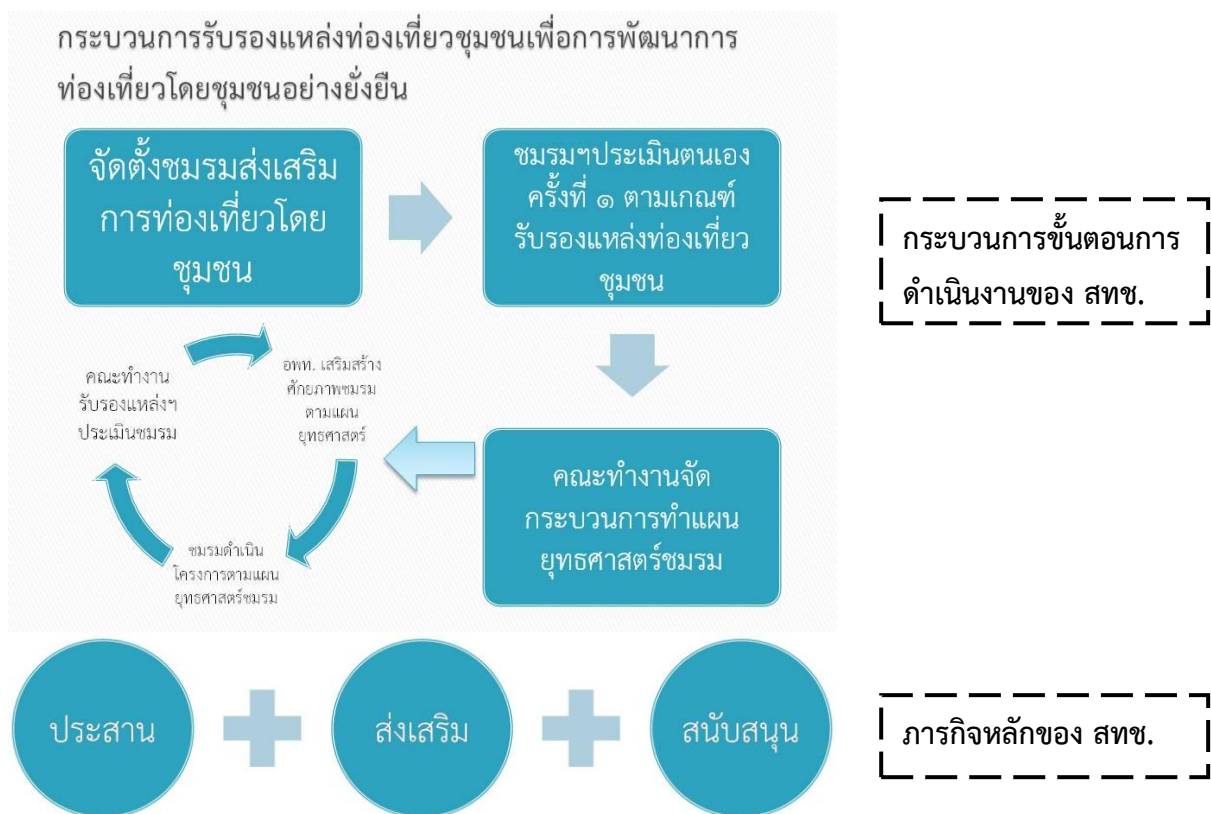 กระบวนการรับรองแหล่งท่องเที่ยวชุมชนเพื่อการพัฒนาการ
ท่องเที่ยวโดยชุมชนอย่างยั่งยืน
จัดตั้งชมรมส่งเสริม
การท่องเที่ยวโดย
ชุมชน
ชมรมฯประเมินตนเอง
ครั้งที่ ๑ ตามเกณฑ์
รับรองแหล่งท่องเที่ยว
ชุมชน
กระบวนการขั้นตอนการ
ดำเนินงานของ สทช.
คณะทำงานจัด
กระบวนการทำแผน
ยุทธศาสตร์ชมรม
อพท. เสริมสร้าง
ศักยภาพชมรม
ตามแผน
ยุทธศาสตร์
ชมรมดำเนิน
โครงการตามแผน
ยุทธศาสตร์ชมรม
คณะทำงาน
รับรองแหล่งฯ
ประเมินชมรม
ประสาน
ส่งเสริม
สนับสนุน
ภารกิจหลักของ สทช.